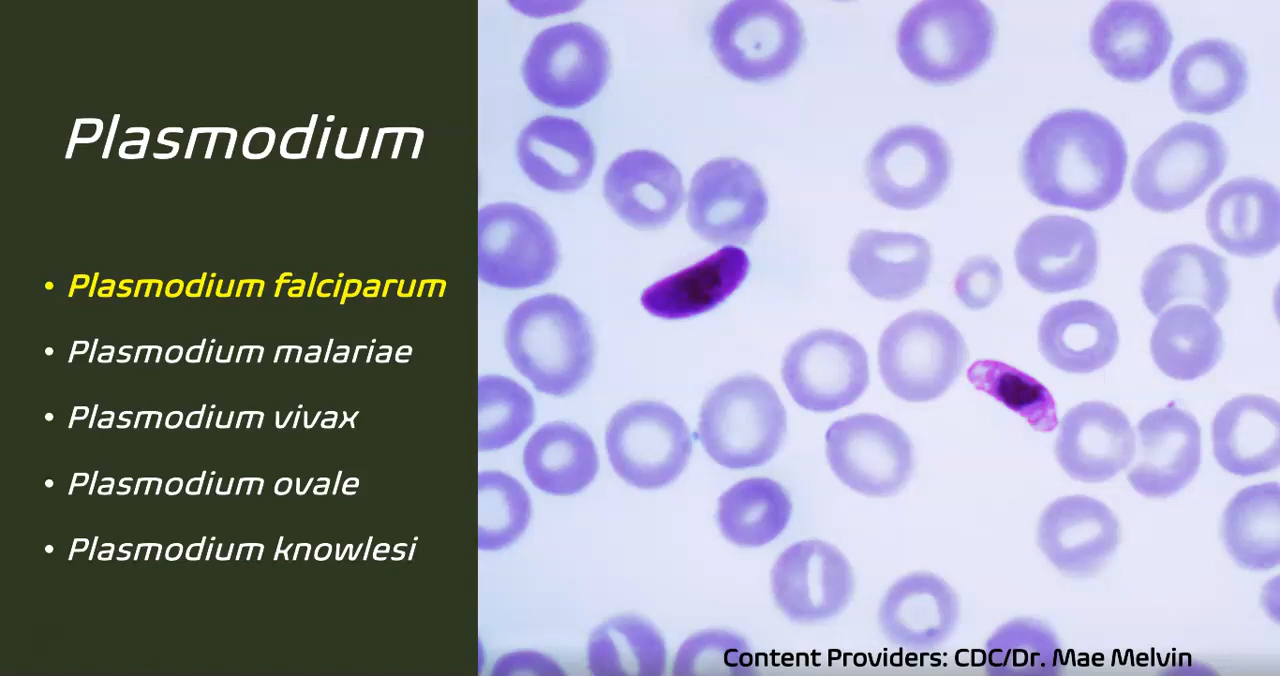 Plasmodium
• Plasmodium falciparum
• Plasmodium malariae
• Plasmodium vivax
• Plasmodium ovale
• Plasmodium knowlesi
Content Providers: CDC/Dr. Mae Melvin